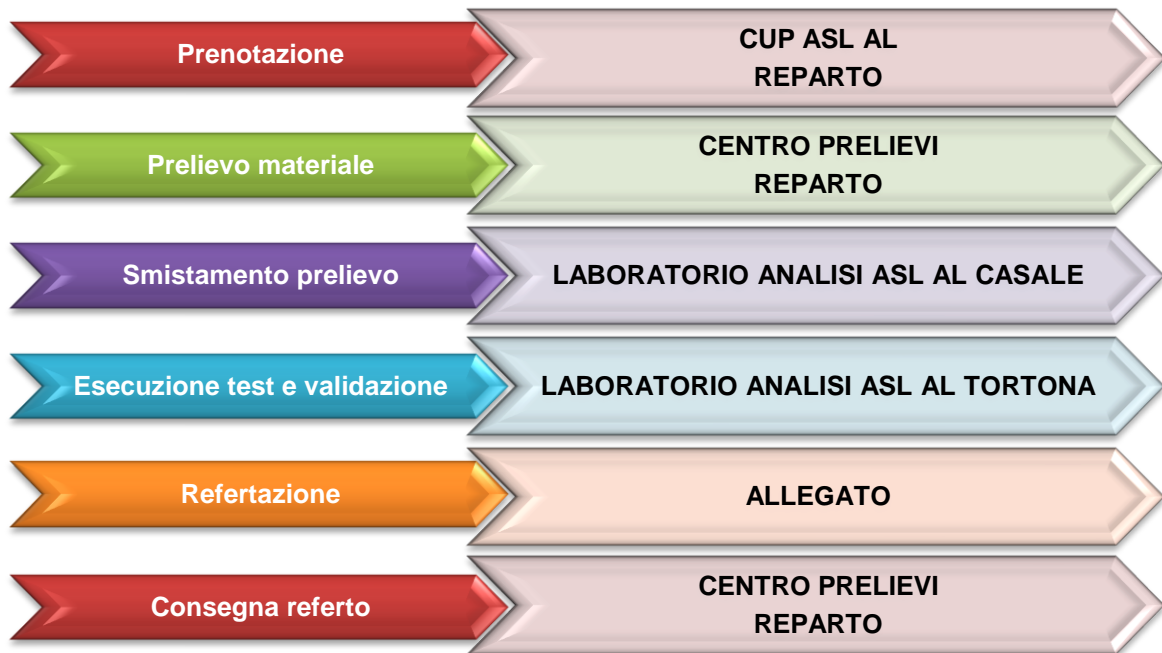 Prenotazione
CUP ASL AL
REPARTO
Prelievo materiale
CENTRO PRELIEVI
REPARTO
Smistamento prelievo
LABORATORIO ANALISI ASL AL CASALE
Esecuzione test e validazione
LABORATORIO ANALISI ASL AL TORTONA
Refertazione
ALLEGATO
Consegna referto
CENTRO PRELIEVI
REPARTO